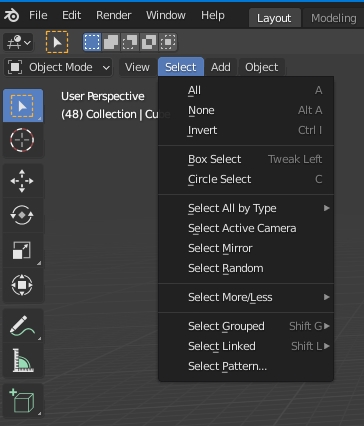 File Edit Render Window Help Layout Modeling
Object Mode View Select Add Object
User Perspective
(48) Collection | Cu
All A
None Alt A
Invert Ctrl I
Box Select Tweak Left
Circle Select C
Select All by Type
Select Active Camera
Select Mirror
Select Random
Select More/Less
Select Grouped Shift G
Select Linked Shift L
Select Pattern...